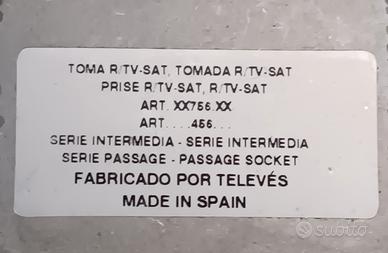 TOMA R/TV-SAT, TOMADA R/TV-SAT
PRISE R/TV-SAT, R/TV-SAT
ART. XX756.XX
ART....456...
SERIE INTERMEDIA - SERIE INTERMEDIA
SERIE PASSAGE - PASSAGE SOCKET
FABRICADO POR TELEVÉS
MADE IN SPAIN
subito